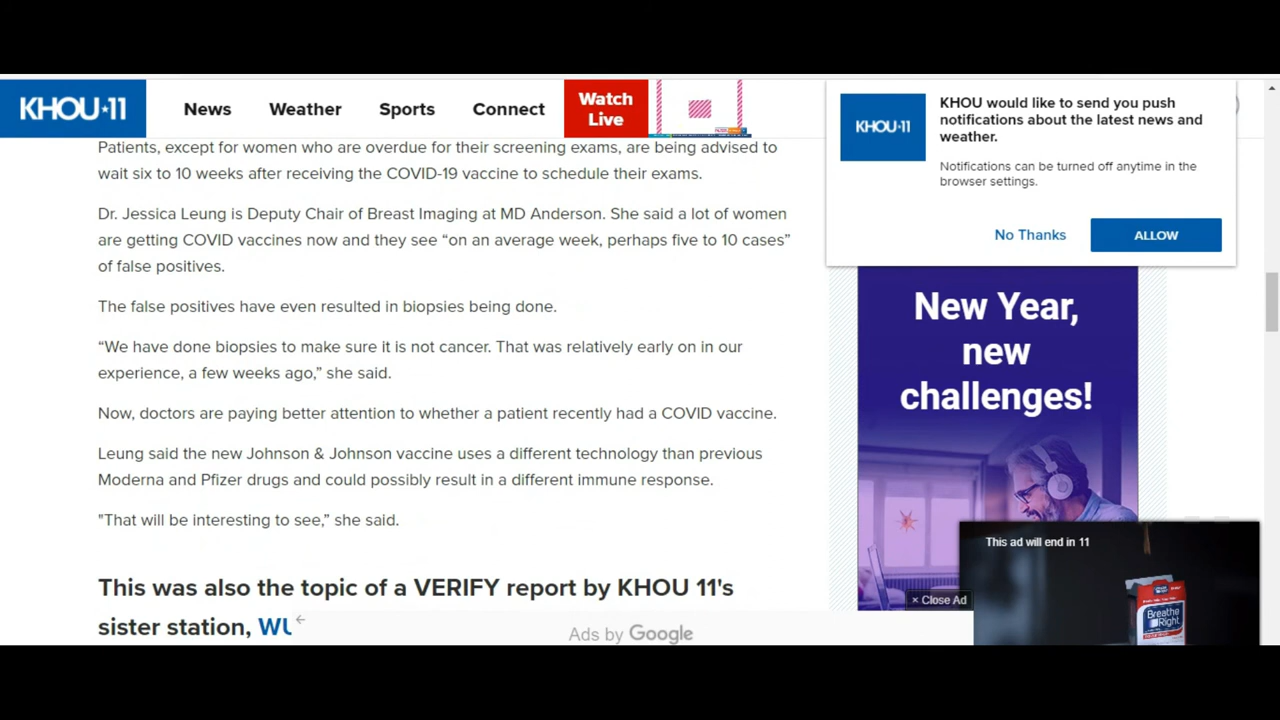 KHOU★11
News
Weather
Sports
Connect
Watch
Live
Patients, except for women who are overdue for their screening exams, are being advised to
wait six to 10 weeks after receiving the COVID-19 vaccine to schedule their exams.
Dr. Jessica Leung is Deputy Chair of Breast Imaging at MD Anderson. She said a lot of women
are getting COVID vaccines now and they see “on an average week, perhaps five to 10 cases”
of false positives.
The false positives have even resulted in biopsies being done.
“We have done biopsies to make sure it is not cancer. That was relatively early on in our
experience, a few weeks ago,” she said.
Now, doctors are paying better attention to whether a patient recently had a COVID vaccine.
Leung said the new Johnson & Johnson vaccine uses a different technology than previous
Moderna and Pfizer drugs and could possibly result in a different immune response.
"That will be interesting to see,” she said.
This was also the topic of a VERIFY report by KHOU 11's
sister station, WU
Ads by Google
KHOU★11
KHOU would like to send you push
notifications about the latest news and
weather.
Notifications can be turned off anytime in the
browser settings.
No Thanks
ALLOW
New Year,
new
challenges!
This ad will end in 11
× Close Ad
Breathe
Right